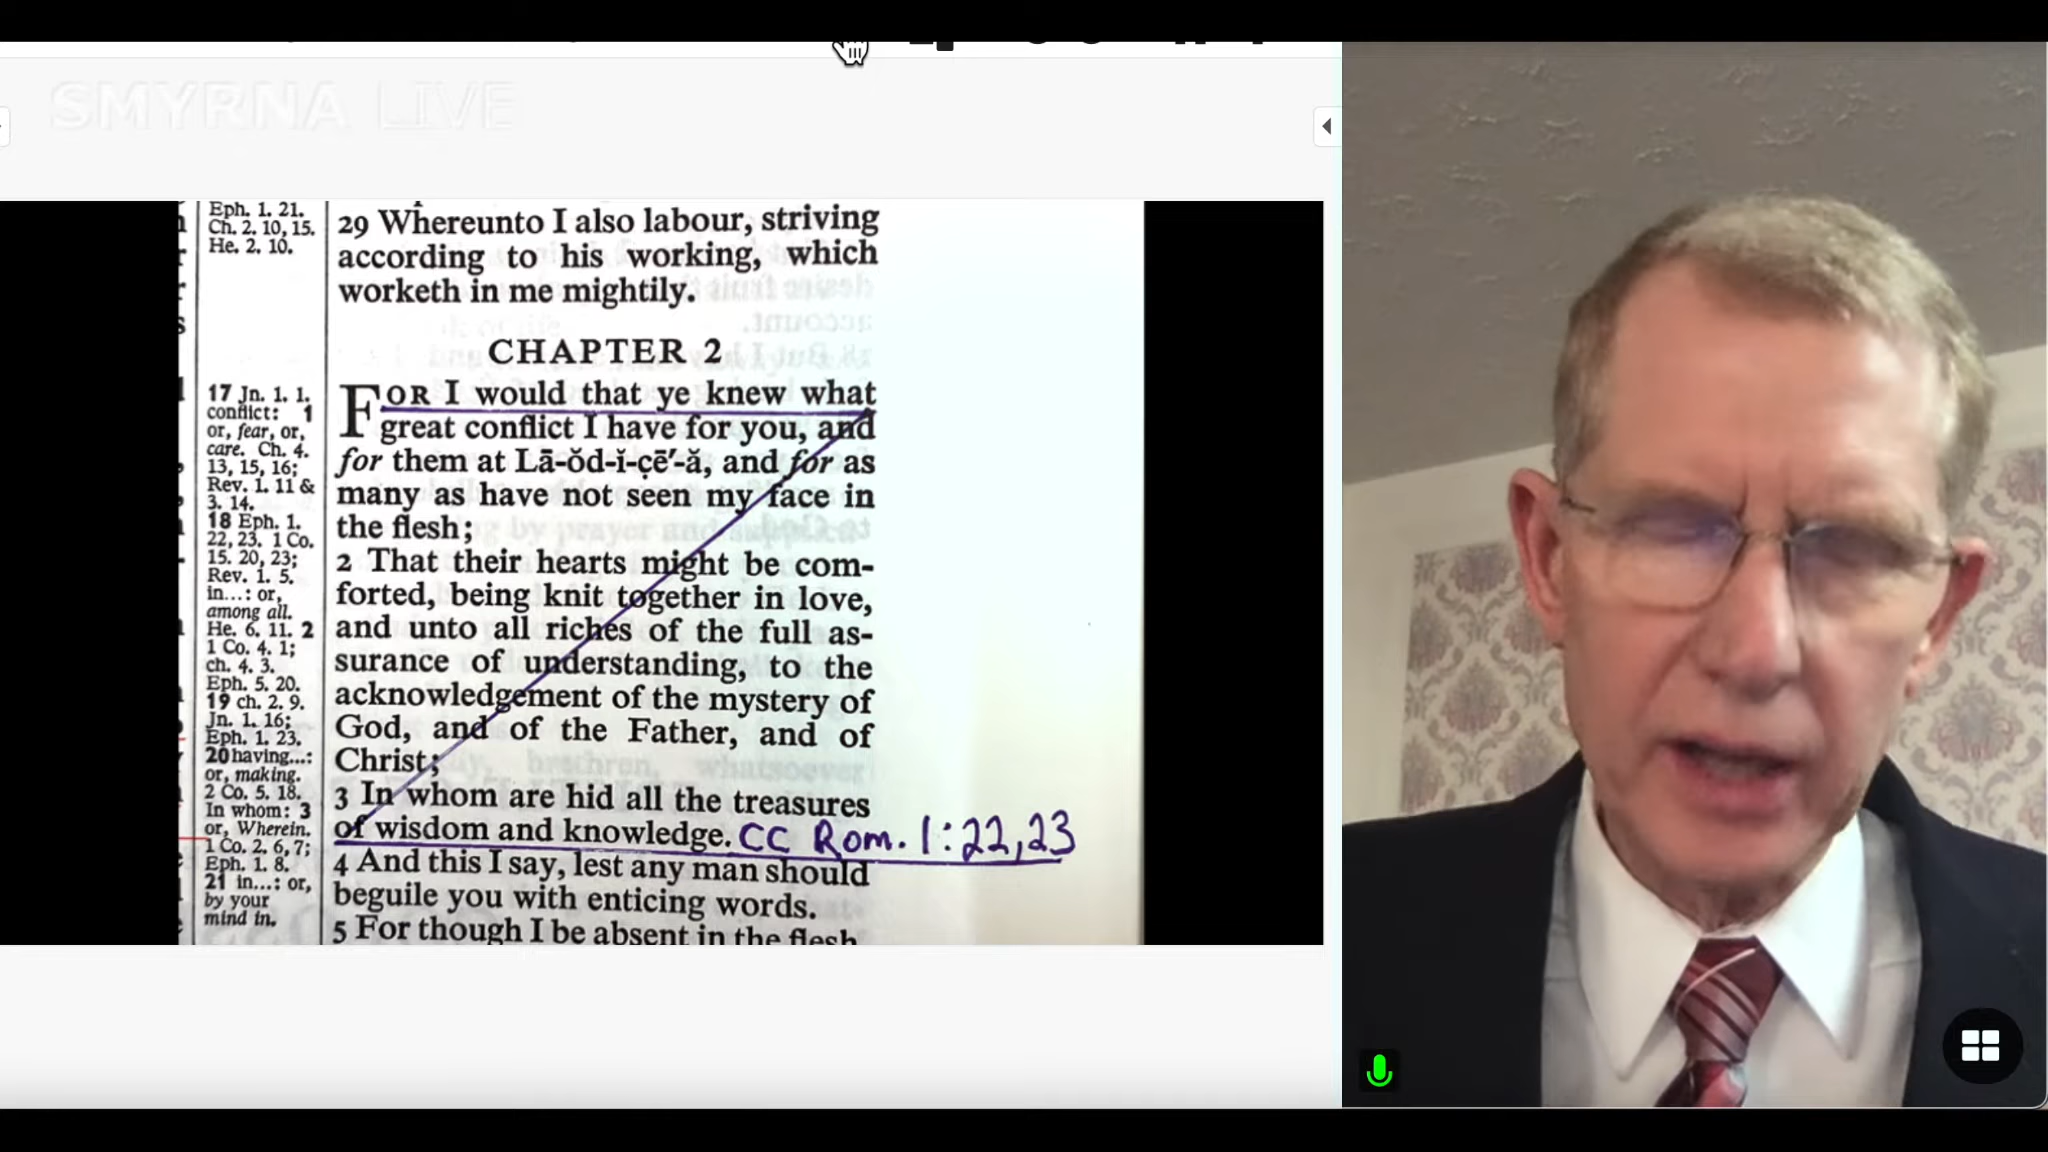 SMYRNA LIVE
Eph. 1. 21.
Ch. 2. 10, 15.
He. 2. 10.
17 Jn. 1. 1.
conflict: 1
or, fear, or,
care. Ch. 4.
13, 15, 16;
Rev. 1. 11 &
3. 14.
18 Eph. 1.
22, 23. 1 Co.
15. 20, 23;
Rev. 1. 5.
in...: or,
among all.
He. 6. 11. 2
1 Co. 4. 1;
ch. 4. 3.
Eph. 5. 20.
19 ch. 2. 9.
Jn. 1. 16;
Eph. 1. 23.
20 having...:
or, making.
2 Co. 5. 18.
In whom: 3
or, Wherein.
1 Co. 2. 6, 7;
Eph. 1. 8.
21 in...: or,
by your
mind in.
29 Whereunto I also labour, striving
according to his working, which
worketh in me mightily.
CHAPTER 2
FOR I would that ye knew what
great conflict I have for you, and
for them at Lā-ŏd-ĭ-çē′-ă, and for as
many as have not seen my face in
the flesh;
2 That their hearts might be com-
forted, being knit together in love,
and unto all riches of the full as-
surance of understanding, to the
acknowledgement of the mystery of
God, and of the Father, and of
Christ;
3 In whom are hid all the treasures
of wisdom and knowledge. CC Rom. 1:22,23
4 And this I say, lest any man should
beguile you with enticing words.
5 For though I be absent in the flesh